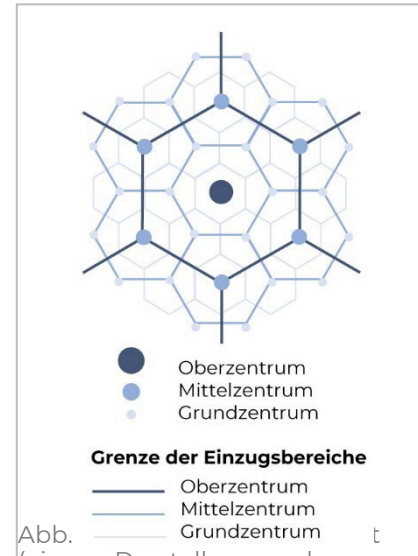 Oberzentrum
Mittelzentrum
Grundzentrum
Grenze der Einzugsbereiche
Oberzentrum
Mittelzentrum
Grundzentrum
Abb.